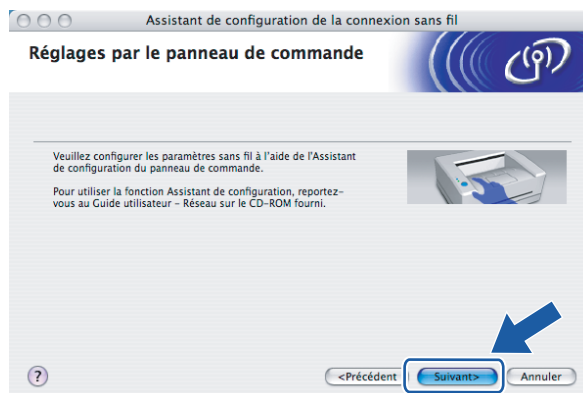 Assistant de configuration de la connexion sans fil
Réglages par le panneau de commande
Veuillez configurer les paramètres sans fil à l'aide de l'Assistant
de configuration du panneau de commande.
Pour utiliser la fonction Assistant de configuration, reportez-
vous au Guide utilisateur – Réseau sur le CD-ROM fourni.
?
<Précédent
Suivant>
Annuler